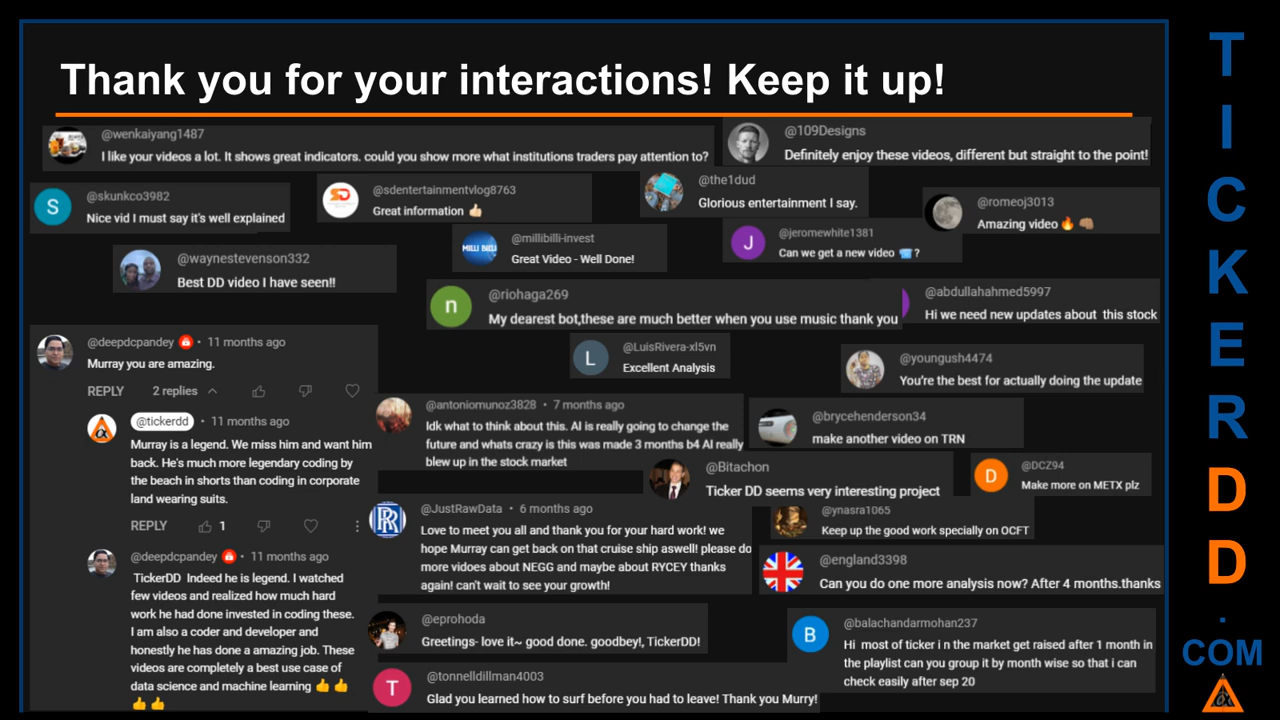 Thank you for your interactions! Keep it up!
@wenkaiyang1487
I like your videos a lot. It shows great indicators. could you show more what institutions traders pay attention to?
@109Designs
Definitely enjoy these videos, different but straight to the point!
@skunkco3982
Nice vid I must say it's well explained
@sdentertainmentvlog8763
Great information 👍🏻
@the1dud
Glorious entertainment I say.
@romeoj3013
Amazing video 🔥 👊🏽
@waynestevenson332
Best DD video I have seen!!
MILLI BILLI
@millibilli-invest
Great Video - Well Done!
J
@jeromewhite1381
Can we get a new video ?
n
@riohaga269
My dearest bot,these are much better when you use music thank you
@abdullahahmed5997
Hi we need new updates about this stock
S
L
@LuisRivera-xl5vn
Excellent Analysis
@youngush4474
You're the best for actually doing the update
@deepdcpandey • 11 months ago
Murray you are amazing.
REPLY 2 replies
@tickerdd • 11 months ago
Murray is a legend. We miss him and want him
back. He's much more legendary coding by
the beach in shorts than coding in corporate
land wearing suits.
REPLY 1
@deepdcpandey • 11 months ago
TickerDD Indeed he is legend. I watched
few videos and realized how much hard
work he had done invested in coding these.
I am also a coder and developer and
honestly he has done a amazing job. These
videos are completely a best use case of
data science and machine learning 👍 👍
👍 👍
@antoniomunoz3828 • 7 months ago
Idk what to think about this. AI is really going to change the
future and whats crazy is this was made 3 months b4 AI really
blew up in the stock market
@brycehenderson34
make another video on TRN
@Bitachon
Ticker DD seems very interesting project
D
@DCZ94
Make more on METX plz
@JustRawData • 6 months ago
Love to meet you all and thank you for your hard work! we
hope Murray can get back on that cruise ship aswell! please do
more vidoes about NEGG and maybe about RYCEY thanks
again! can't wait to see your growth!
@ynasra1065
Keep up the good work specially on OCFT
@england3398
Can you do one more analysis now? After 4 months.thanks
@eprohoda
Greetings- love it~ good done. goodbey!, TickerDD!
B
@balachandarmohan237
Hi most of ticker i n the market get raised after 1 month in
the playlist can you group it by month wise so that i can
check easily after sep 20
T
@tonnelldillman4003
Glad you learned how to surf before you had to leave! Thank you Murry!
T
I
C
K
E
R
D
D
.
COM